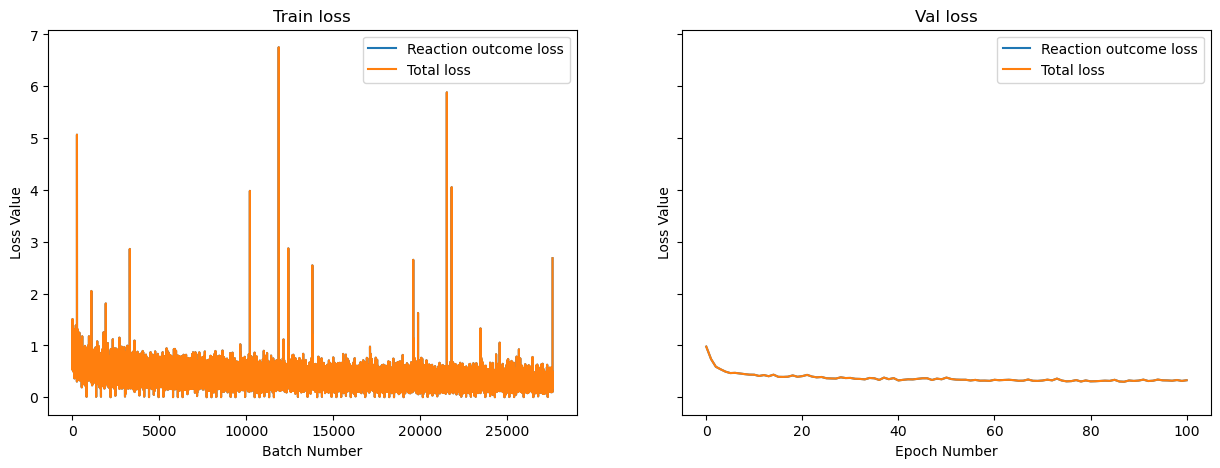 Train loss
Reaction outcome loss
Total loss
Loss Value
7
6
5
4
3
2
1
0
0 5000 10000 15000 20000 25000
Batch Number
Val loss
Reaction outcome loss
Total loss
Loss Value
0 20 40 60 80 100
Epoch Number